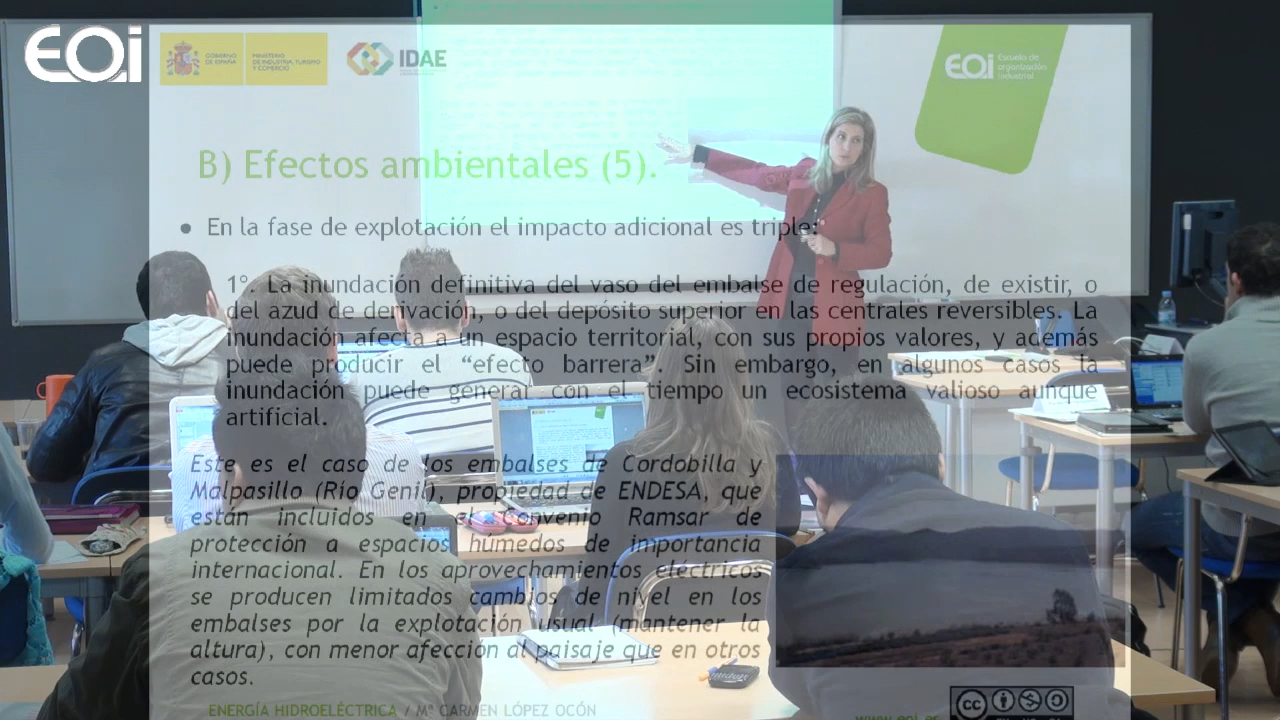 EOi
GOBIERNO
DE ESPAÑA
MINISTERIO
DE INDUSTRIA, TURISMO
Y COMERCIO
IDAE
EOi
Escuela de
organización
industrial
B) Efectos ambientales (5).
• En la fase de explotación el impacto adicional es triple:
1º. La inundación definitiva del vaso del embalse de regulación, de existir, o
del azud de derivación, o del depósito superior en las centrales reversibles. La
inundación afecta a un espacio territorial, con sus propios valores, y además
puede producir el “efecto barrera”. Sin embargo, en algunos casos la
inundación puede generar con el tiempo un ecosistema valioso aunque
artificial.
Este es el caso de los embalses de Cordobilla y
Malpasillo (Río Genil), propiedad de ENDESA, que
están incluidos en el Convenio Ramsar de
protección a espacios húmedos de importancia
internacional. En los aprovechamientos eléctricos
se producen limitados cambios de nivel en los
embalses por la explotación usual (mantener la
altura), con menor afección al paisaje que en otros
casos.
ENERGÍA HIDROELÉCTRICA / Mª CARMEN LÓPEZ OCÓN
www.eoi.es
cc